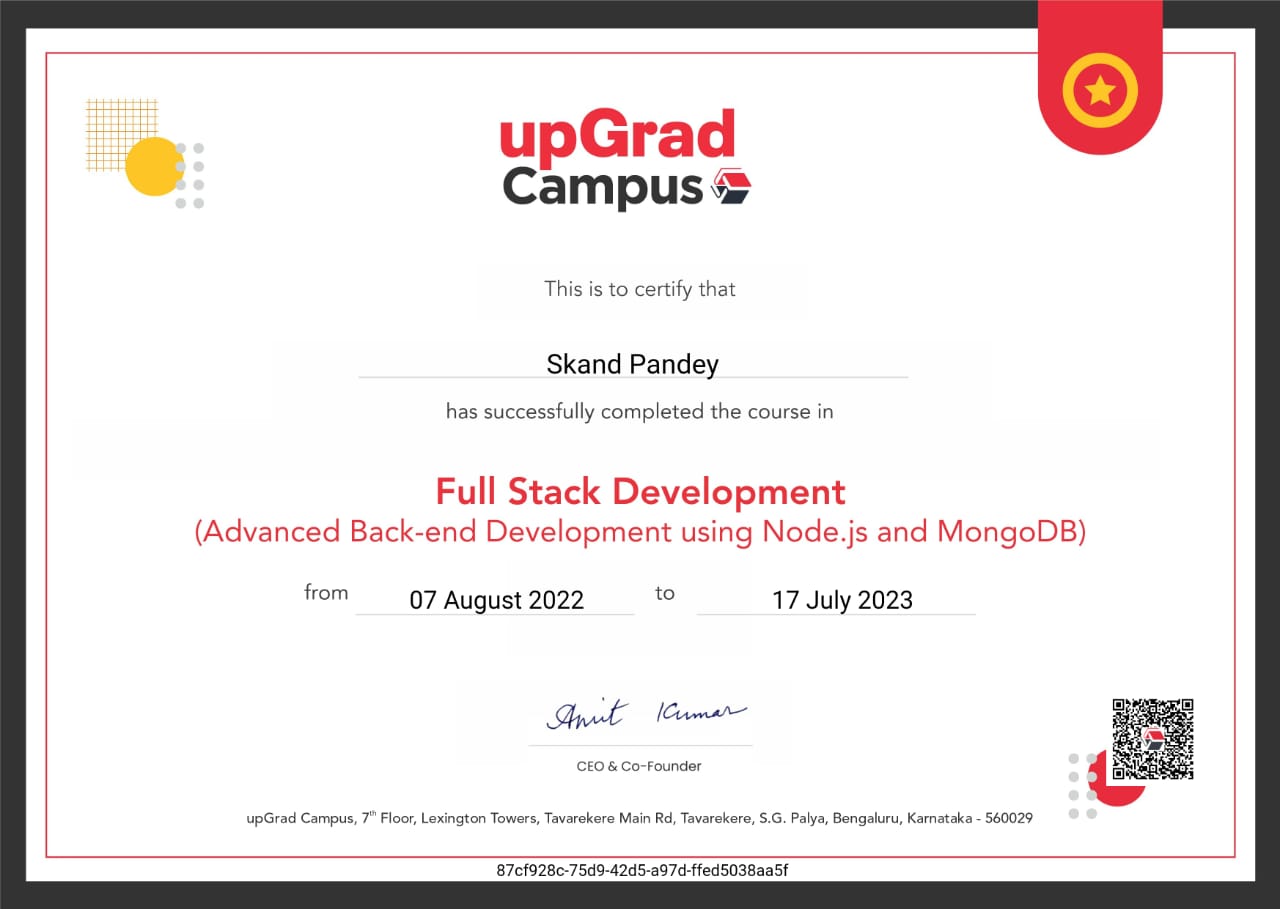 upGrad
Campus
This is to certify that
Skand Pandey
has successfully completed the course in
Full Stack Development
(Advanced Back-end Development using Node.js and MongoDB)
from 07 August 2022 to 17 July 2023
Amit Kumar
CEO & Co-Founder
upGrad Campus, 7th Floor, Lexington Towers, Tavarekere Main Rd, Tavarekere, S.G. Palya, Bengaluru, Karnataka - 560029
87cf928c-75d9-42d5-a97d-ffed5038aa5f